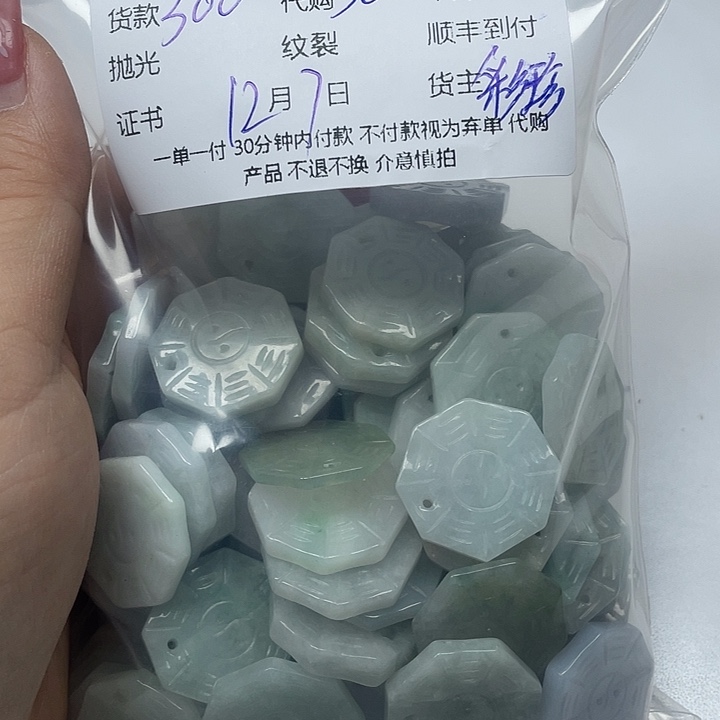 货款 300 代购
抛光 纹裂 顺丰到付
证书 12月7日 货主
一单一付 30分钟内付款 不付款视为弃单 代购
产品 不退不换 介意慎拍